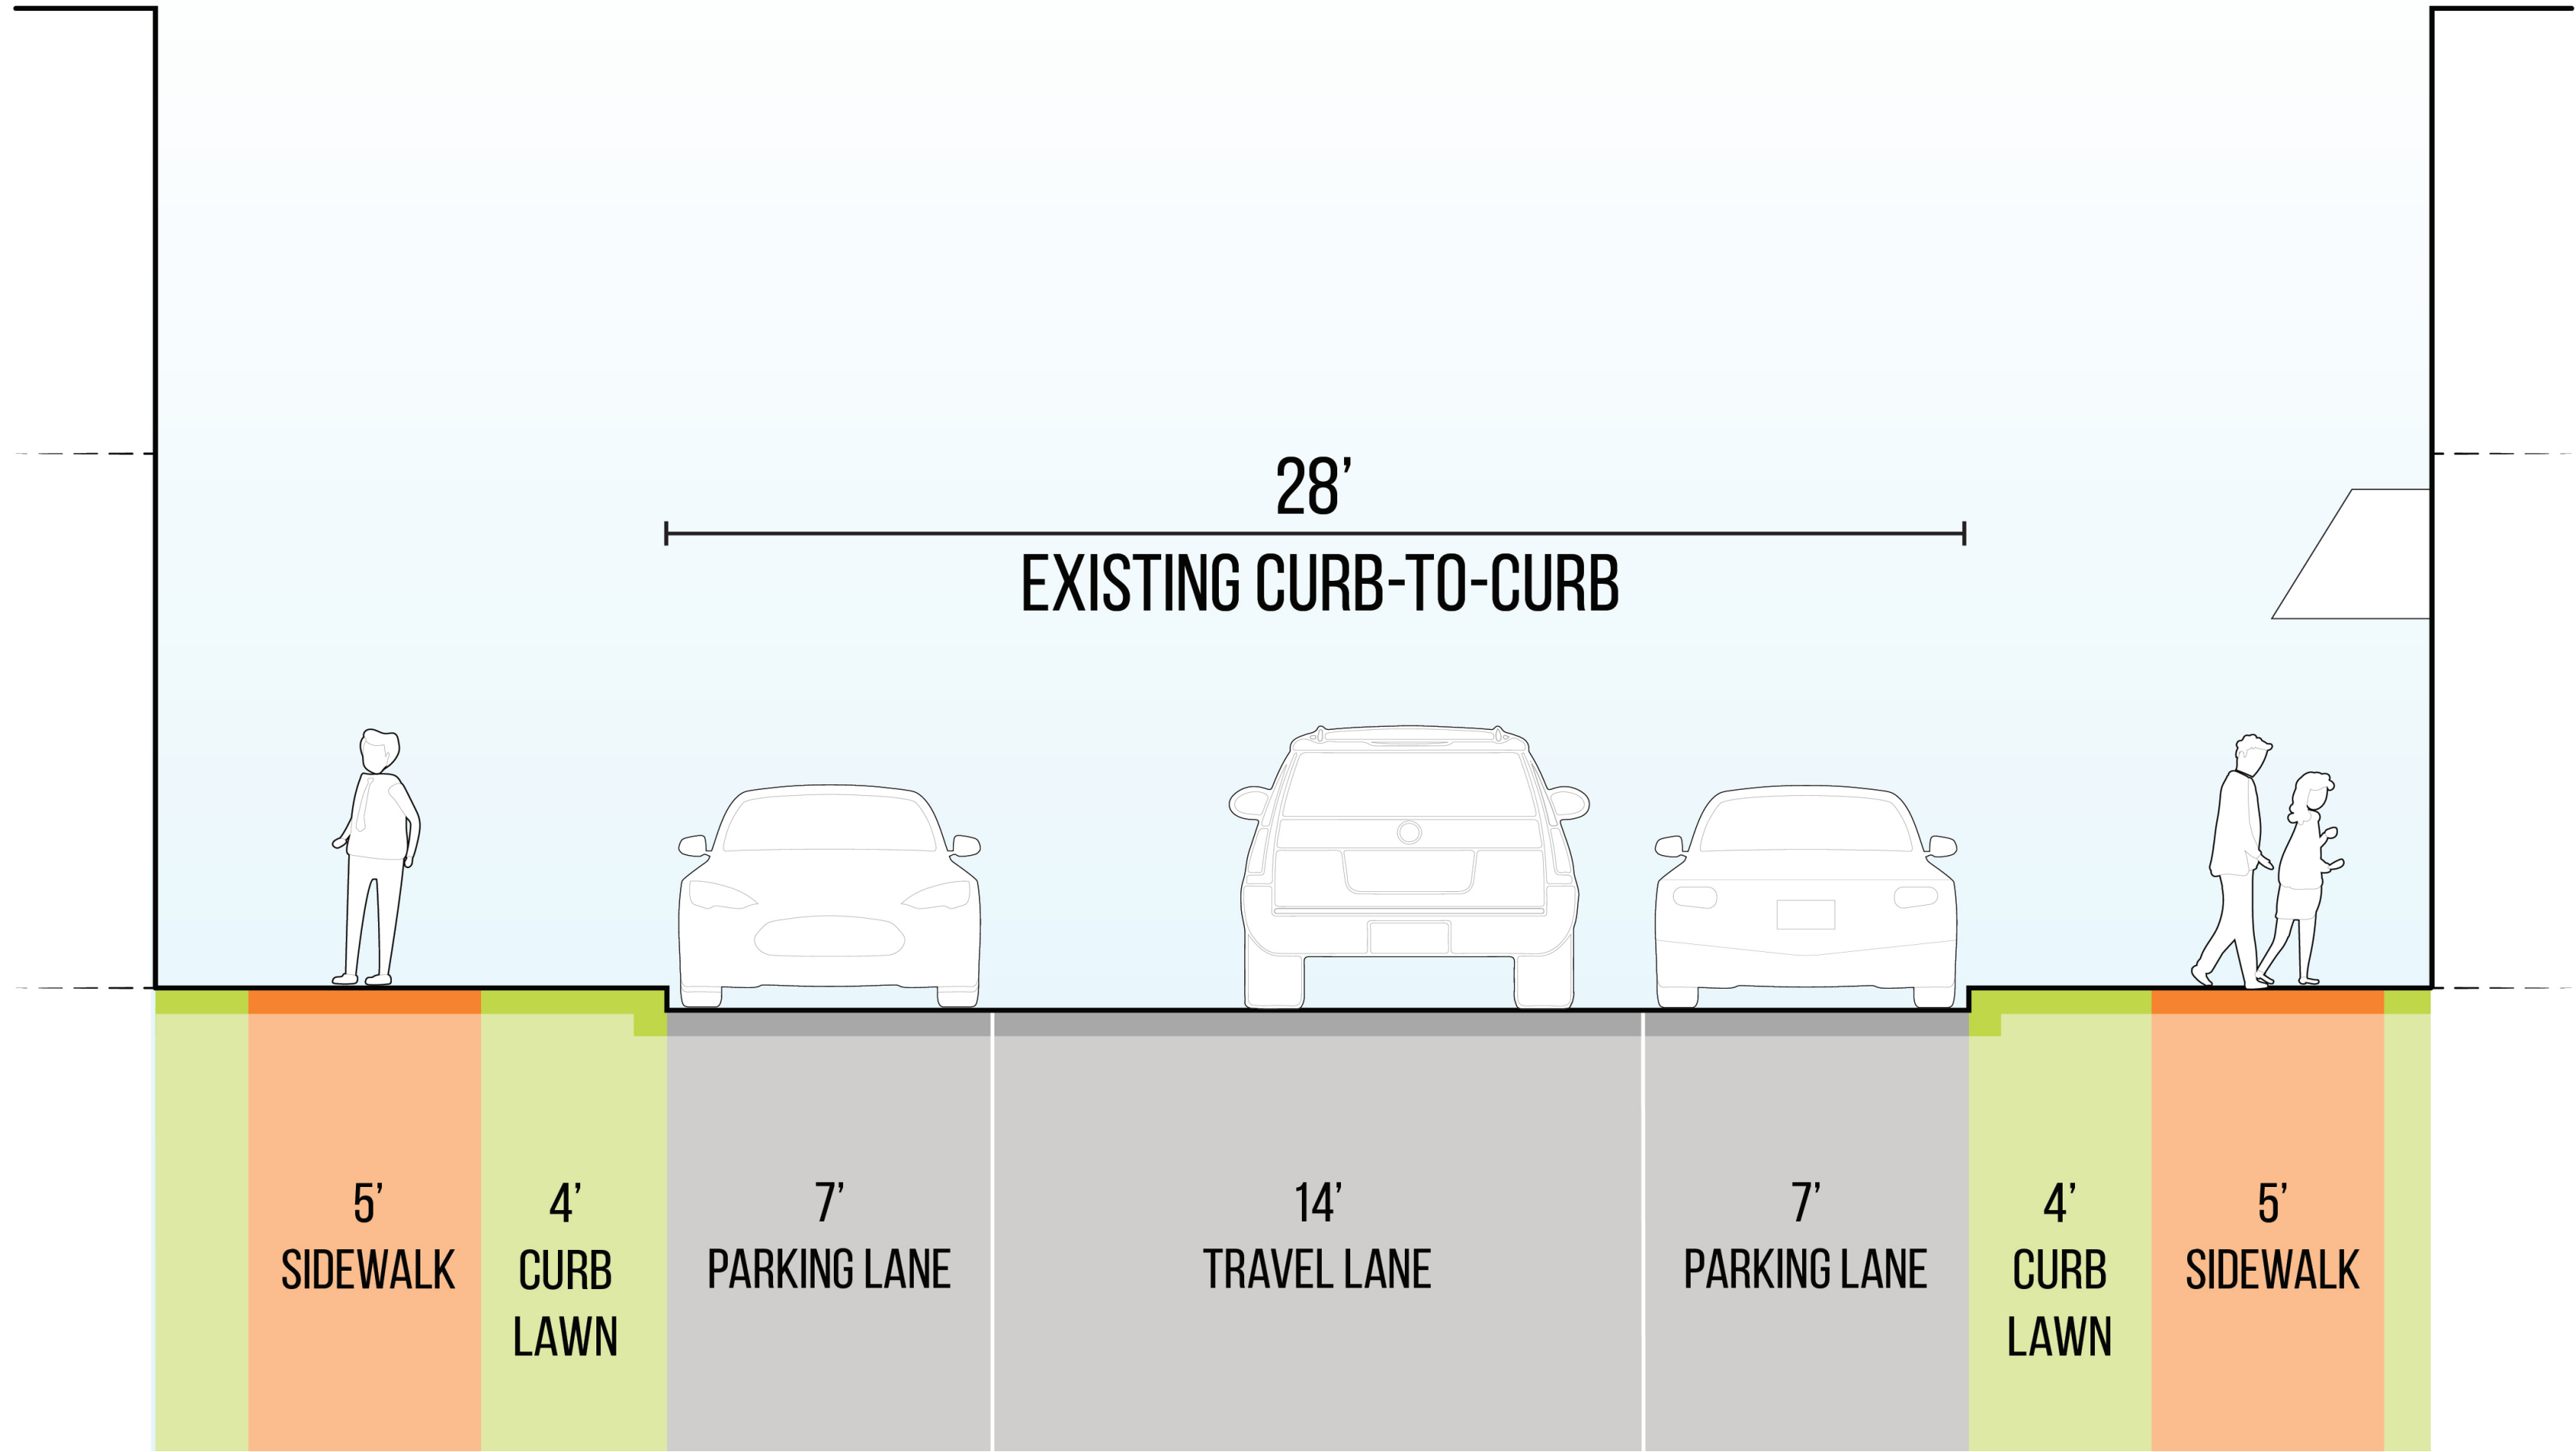 28’
EXISTING CURB-TO-CURB
5’
SIDEWALK
4’
CURB
LAWN
7’
PARKING LANE
14’
TRAVEL LANE
7’
PARKING LANE
4’
CURB
LAWN
5’
SIDEWALK